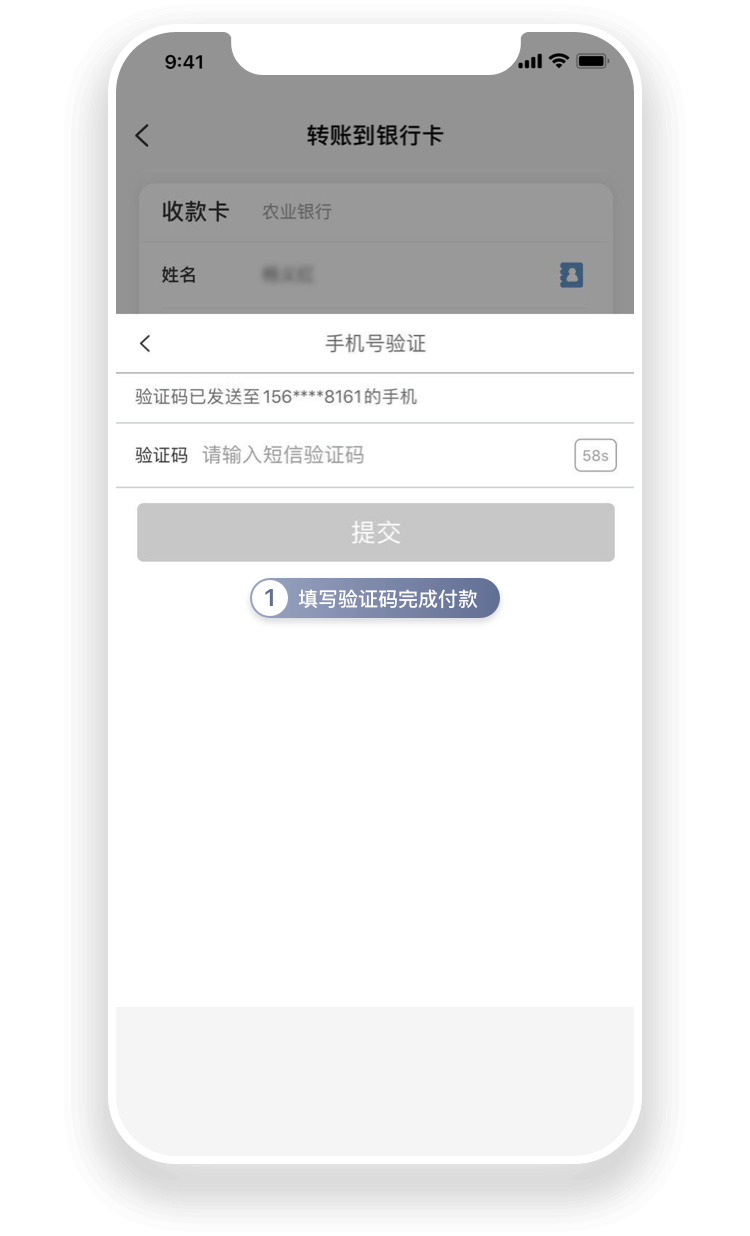 9:41
转账到银行卡
收款卡 农业银行
姓名
手机号验证
验证码已发送至156****8161的手机
验证码 请输入短信验证码 58s
提交
1 填写验证码完成付款